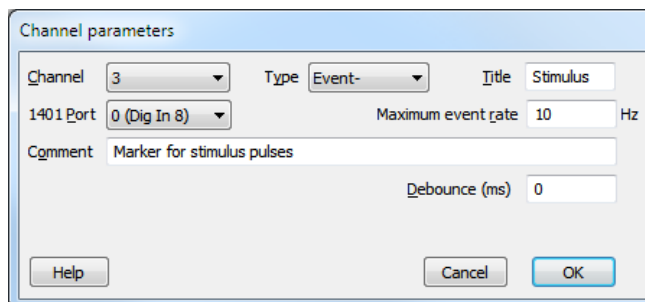 Channel parameters
Channel 3 Type Event- Title Stimulus
1401 Port 0 (Dig In 8) Maximum event rate 10 Hz
Comment Marker for stimulus pulses
Debounce (ms) 0
Help Cancel OK